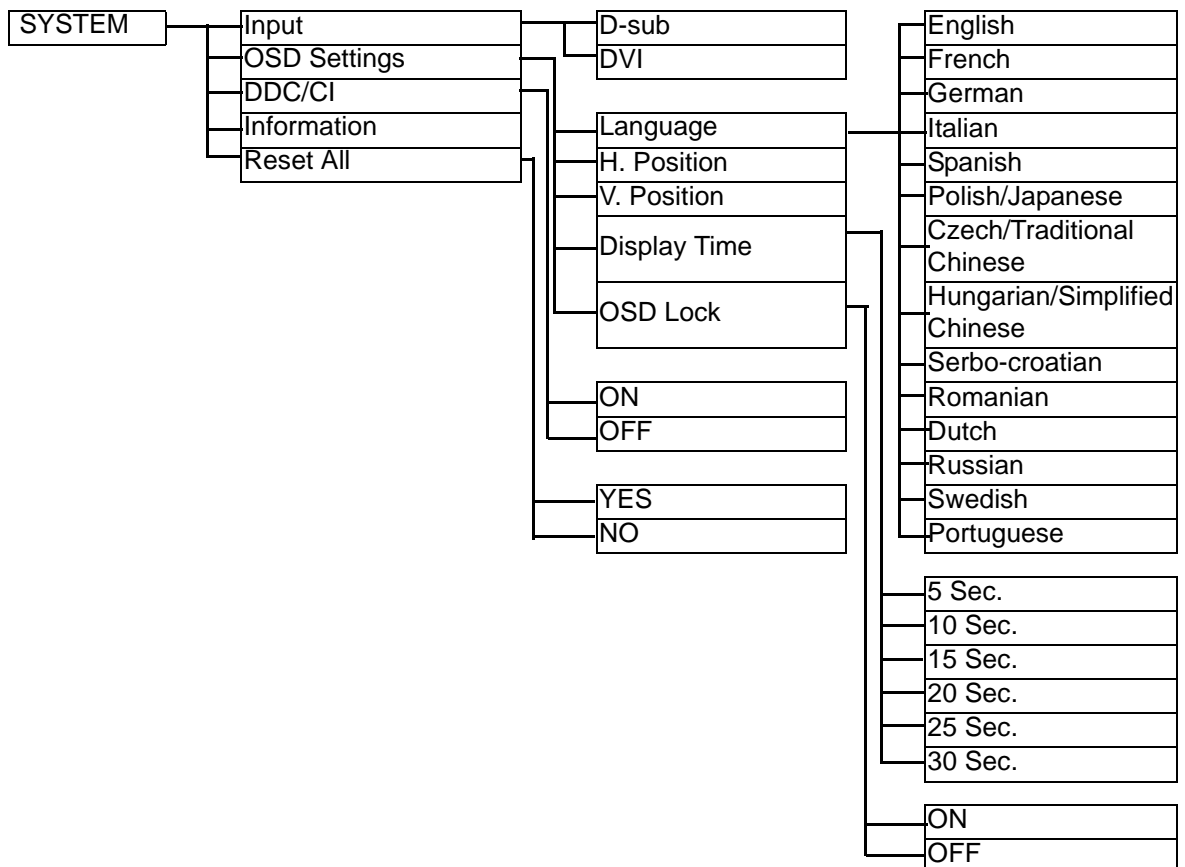 SYSTEM
Input
OSD Settings
DDC/CI
Information
Reset All
D-sub
DVI
Language
H. Position
V. Position
Display Time
OSD Lock
ON
OFF
YES
NO
English
French
German
Italian
Spanish
Polish/Japanese
Czech/Traditional
Chinese
Hungarian/Simplified
Chinese
Serbo-croatian
Romanian
Dutch
Russian
Swedish
Portuguese
5 Sec.
10 Sec.
15 Sec.
20 Sec.
25 Sec.
30 Sec.
ON
OFF